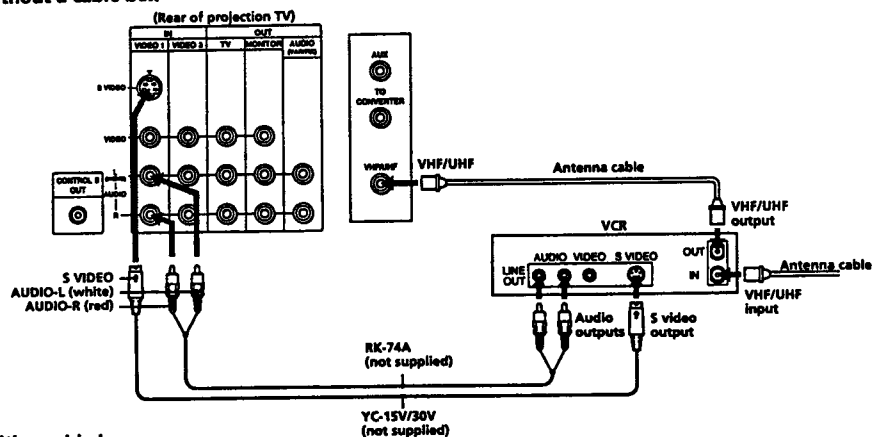 (Rear of projection TV)
IN
OUT
VIDEO 1
VIDEO 3
TV
MONITOR
AUDIO
S VIDEO
VIDEO
AUDIO
R
CONTROL S
OUT
AUX
TO
CONVERTER
VHF/UHF
VHF/UHF
Antenna cable
VHF/UHF
output
VCR
AUDIO VIDEO S VIDEO
LINE
OUT
OUT
IN
Antenna cable
VHF/UHF
input
S VIDEO
AUDIO-L (white)
AUDIO-R (red)
Audio
outputs
S video
output
RK-74A
(not supplied)
YC-15V/30V
(not supplied)